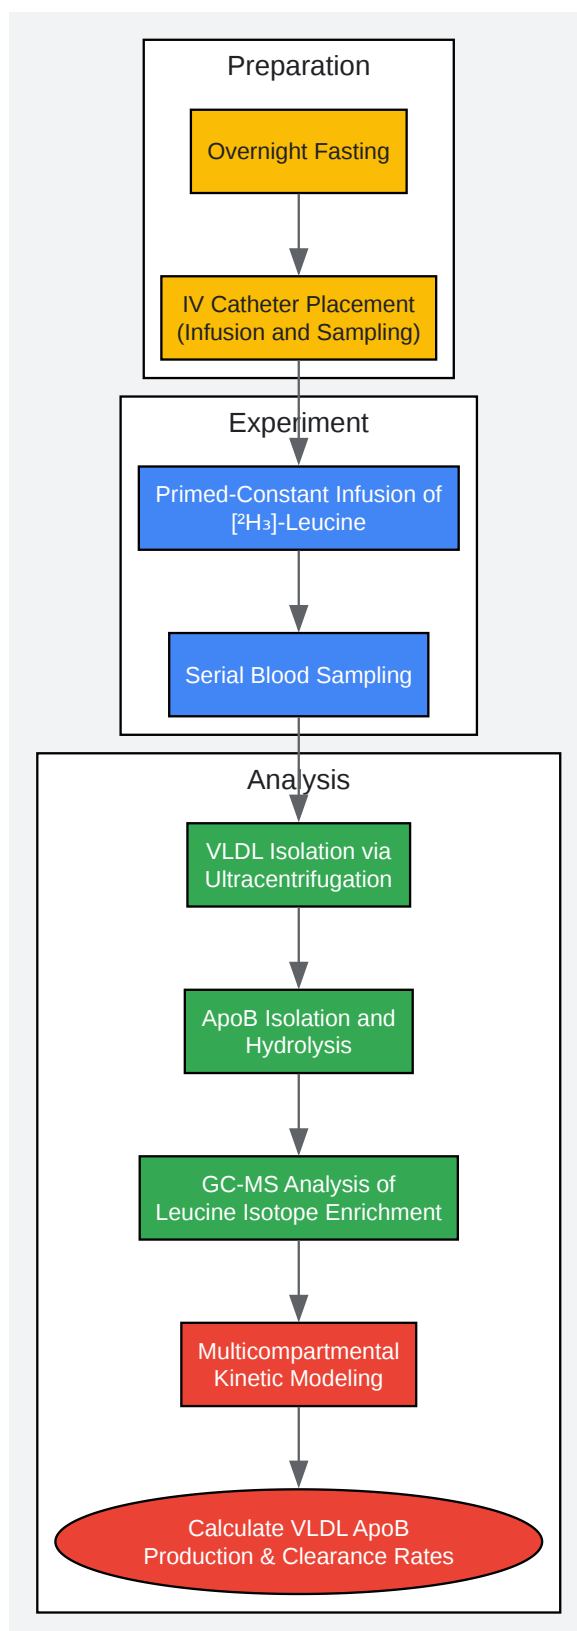 Preparation
Overnight Fasting
IV Catheter Placement
(Infusion and Sampling)
Experiment
Primed-Constant Infusion of
[²H₃]-Leucine
Serial Blood Sampling
Analysis
VLDL Isolation via
Ultracentrifugation
ApoB Isolation and
Hydrolysis
GC-MS Analysis of
Leucine Isotope Enrichment
Multicompartmental
Kinetic Modeling
Calculate VLDL ApoB
Production & Clearance Rates